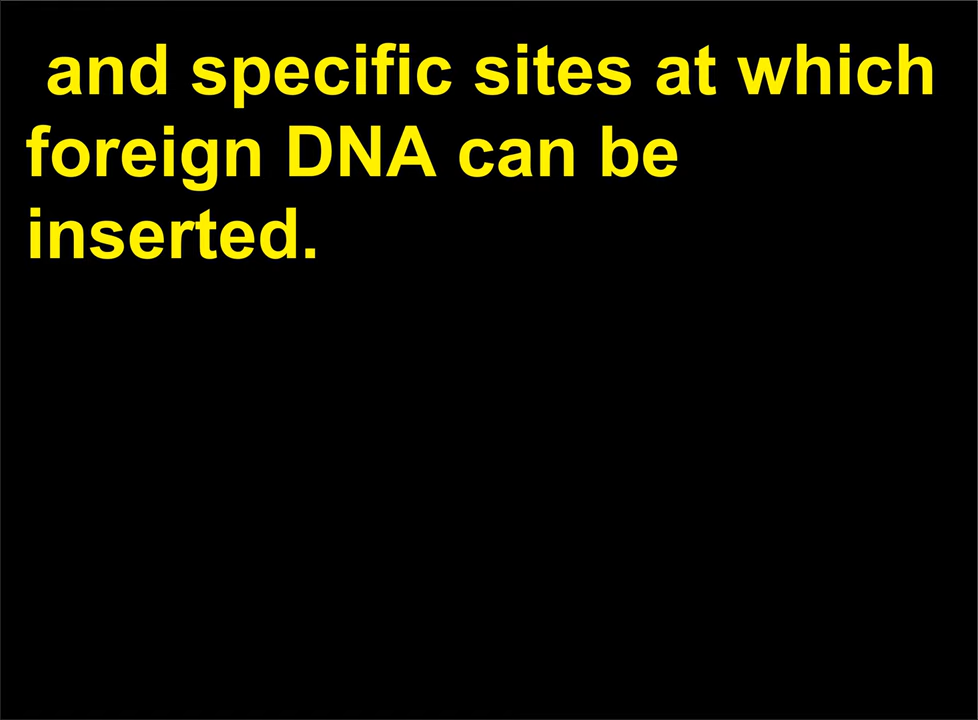 and specific sites at which
foreign DNA can be
inserted.